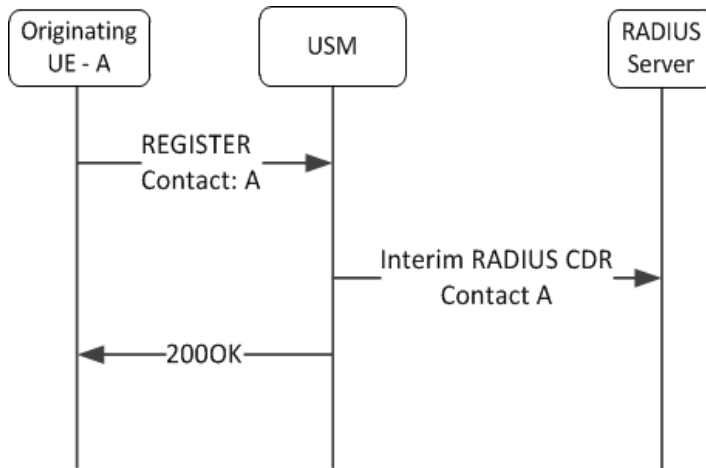 Originating
UE - A
USM
RADIUS
Server
REGISTER
Contact: A
Interim RADIUS CDR
Contact A
200OK